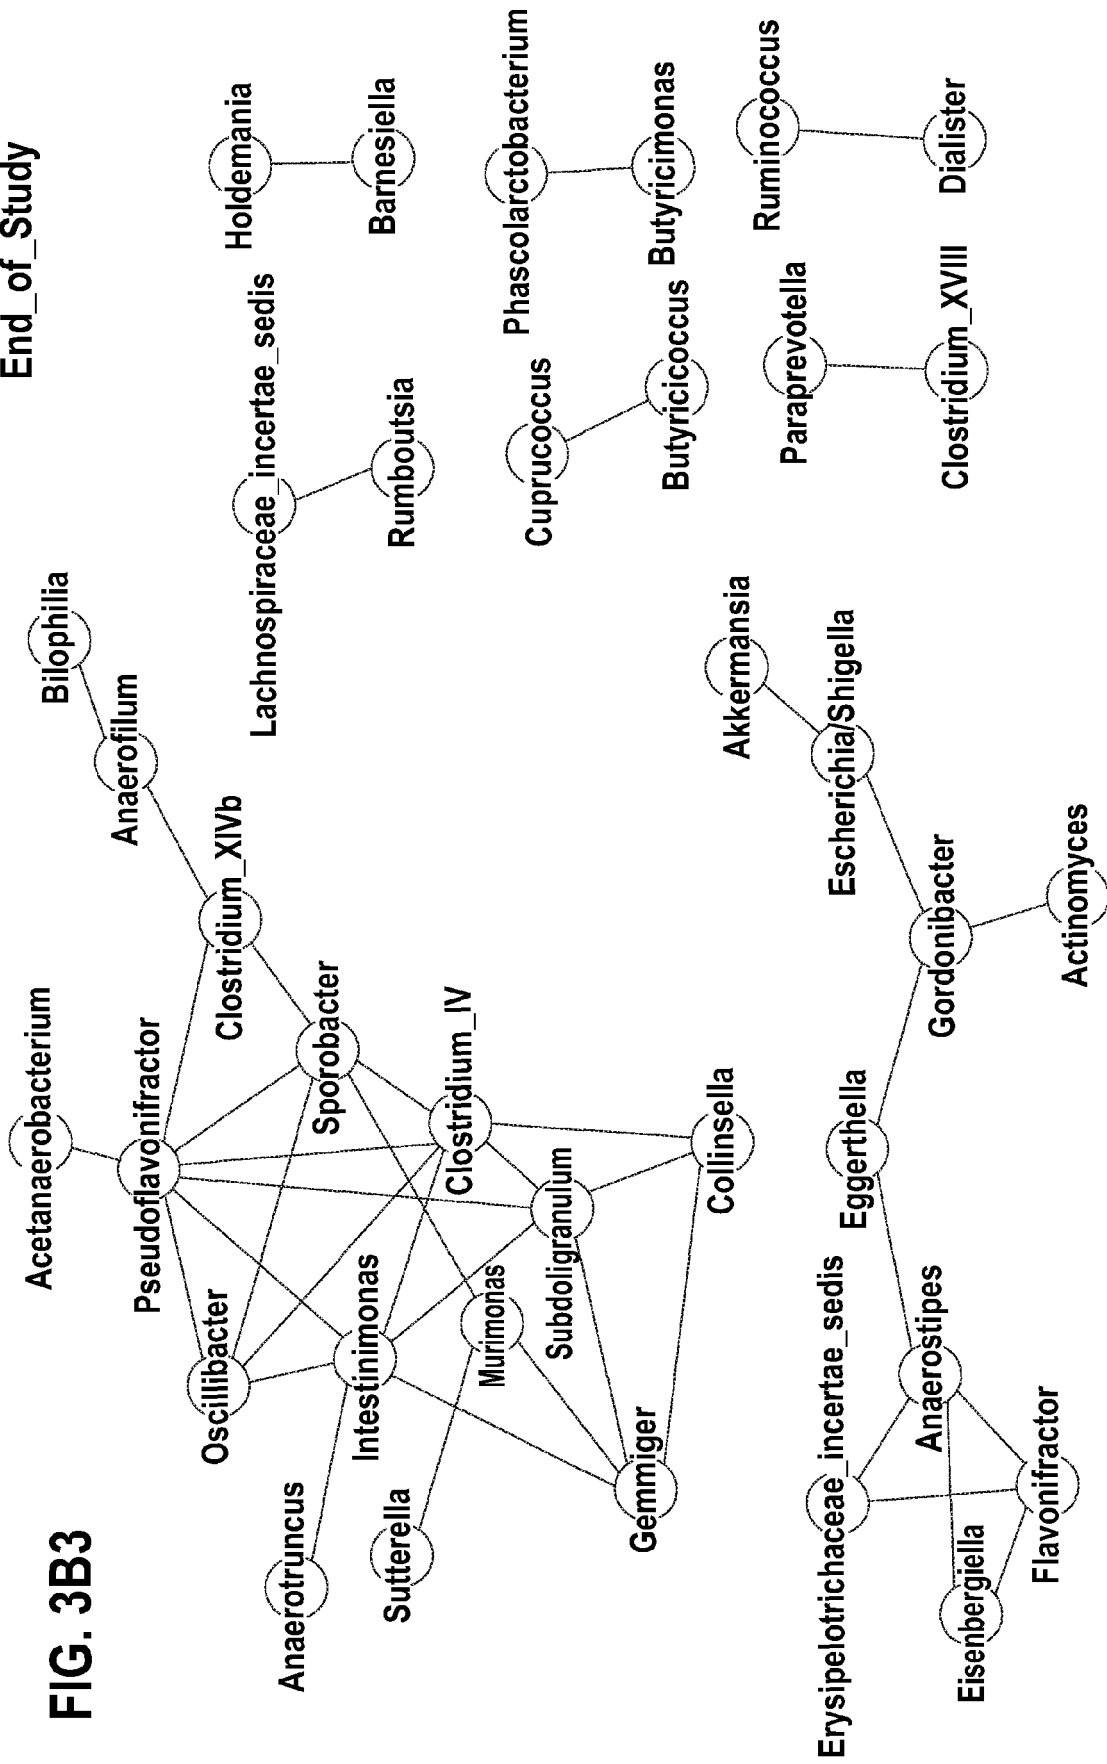 FIG. 3B3
End_of_Study
Acetanaerobacterium
Bilophilia
Pseudoflavonifractor
Anaerofilum
Oscillibacter
Clostridium_XIVb
Holdemania
Lachnospiraceae_incertae_sedis
Anaerotruncus
Sporobacter
Intestinimonas
Barnesiella
Rumboutsia
Sutterella
Clostridium_IV
Murimonas
Phascolarctobacterium
Cuprucoccus
Subdoligranulum
Gemmiger
Butyricimonas
Butyricicoccus
Collinsella
Akkermansia
Ruminococcus
Paraprevotella
Erysipelotrichaceae_incertae_sedis
Eggerthella
Escherichia/Shigella
Anaerostipes
Gordonibacter
Dialister
Clostridium_XVIII
Eisenbergiella
Flavonifractor
Actinomyces